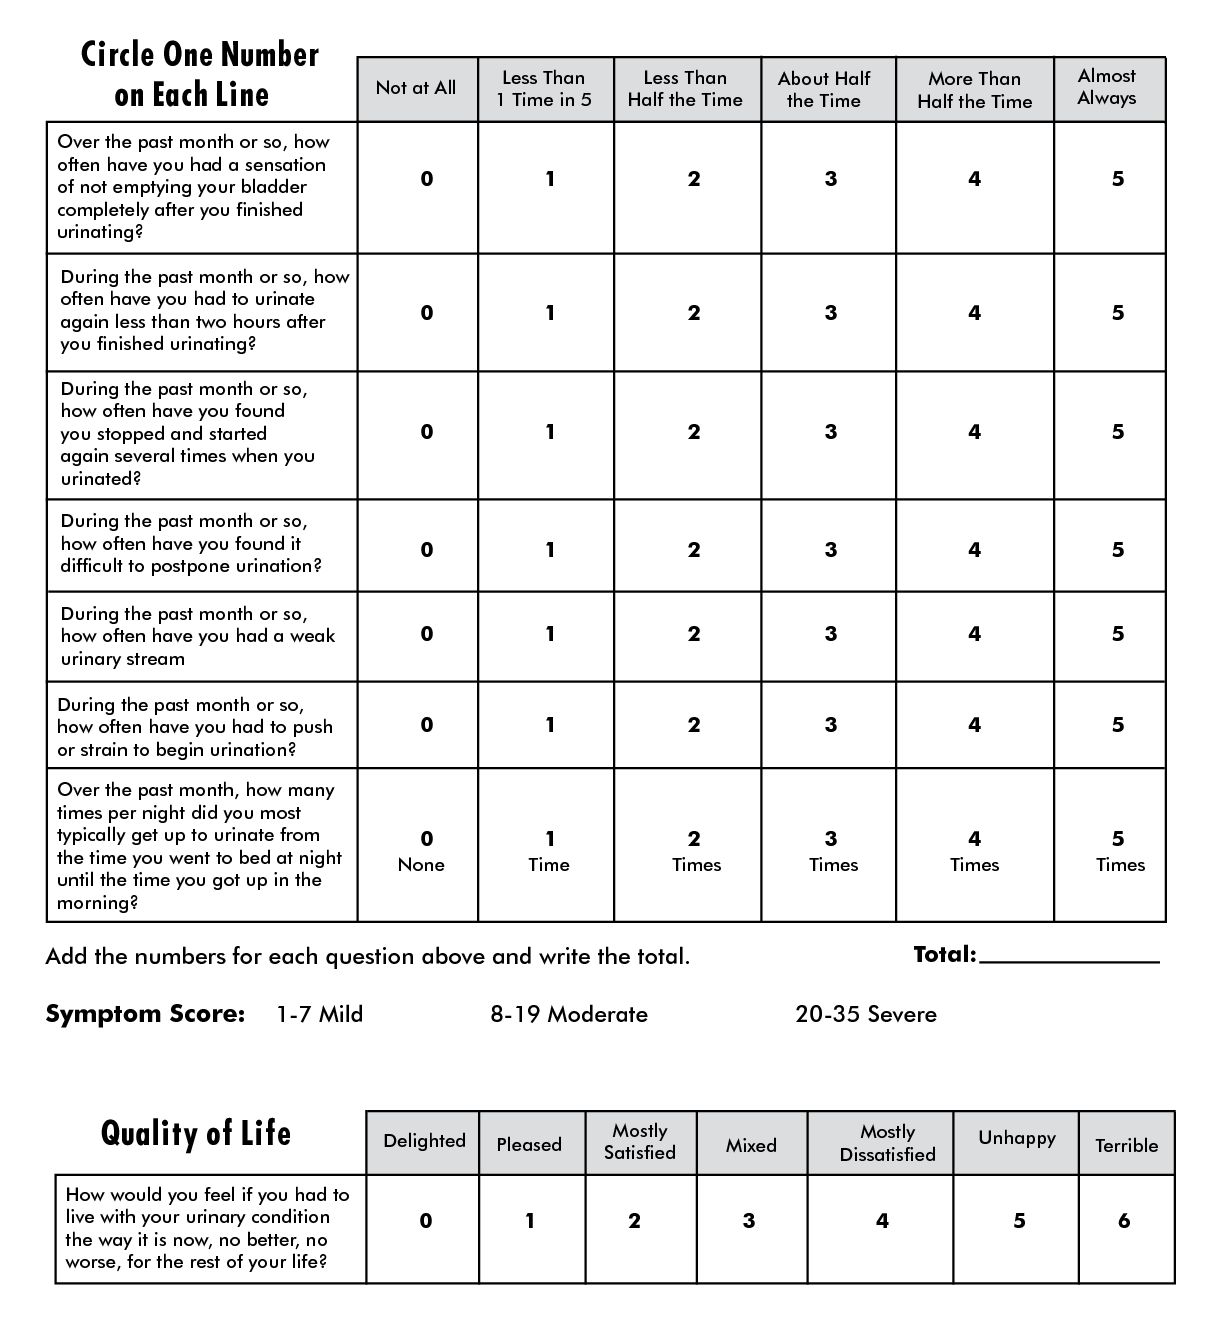 Circle One Number
on Each Line
Not at All
Less Than
1 Time in 5
Less Than
Half the Time
About Half
the Time
More Than
Half the Time
Almost
Always
Over the past month or so, how
often have you had a sensation
of not emptying your bladder
completely after you finished
urinating?
0 1 2 3 4 5
During the past month or so, how
often have you had to urinate
again less than two hours after
you finished urinating?
0 1 2 3 4 5
During the past month or so,
how often have you found
you stopped and started
again several times when you
urinated?
0 1 2 3 4 5
During the past month or so,
how often have you found it
difficult to postpone urination?
0 1 2 3 4 5
During the past month or so,
how often have you had a weak
urinary stream
0 1 2 3 4 5
During the past month or so,
how often have you had to push
or strain to begin urination?
0 1 2 3 4 5
Over the past month, how many
times per night did you most
typically get up to urinate from
the time you went to bed at night
until the time you got up in the
morning?
0 1 2 3 4 5
None Time Times Times Times Times
Add the numbers for each question above and write the total. Total:
Symptom Score: 1-7 Mild 8-19 Moderate 20-35 Severe
Quality of Life
Delighted
Pleased
Mostly
Satisfied
Mixed
Mostly
Dissatisfied
Unhappy
Terrible
How would you feel if you had to
live with your urinary condition
the way it is now, no better, no
worse, for the rest of your life?
0 1 2 3 4 5 6